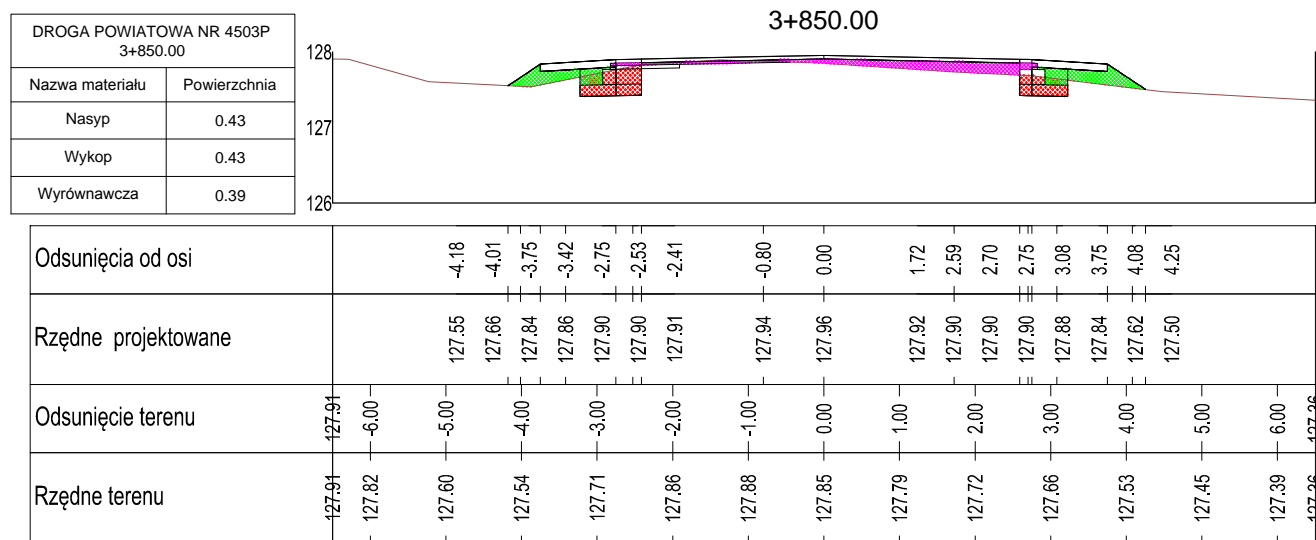 3+850.00
DROGA POWIATOWA NR 4503P
3+850.00
Nazwa materiału Powierzchnia
Nasyp 0.43
Wykop 0.43
Wyrównawcza 0.39
128
127
126
Odsunięcia od osi -4.18 -4.01 -3.75 -3.42 -2.75 -2.53 -2.41 -0.80 0.00 1.72 2.59 2.70 2.75 3.08 3.75 4.08 4.25
Rzędne projektowane 127.55 127.66 127.84 127.86 127.90 127.90 127.91 127.94 127.96 127.92 127.90 127.90 127.90 127.88 127.84 127.62 127.50
Odsunięcie terenu 127.91 -6.00 -5.00 -4.00 -3.00 -2.00 -1.00 0.00 1.00 2.00 3.00 4.00 5.00 6.00 127.36
Rzędne terenu 127.91 127.82 127.60 127.54 127.71 127.86 127.88 127.85 127.79 127.72 127.66 127.53 127.45 127.39 127.36